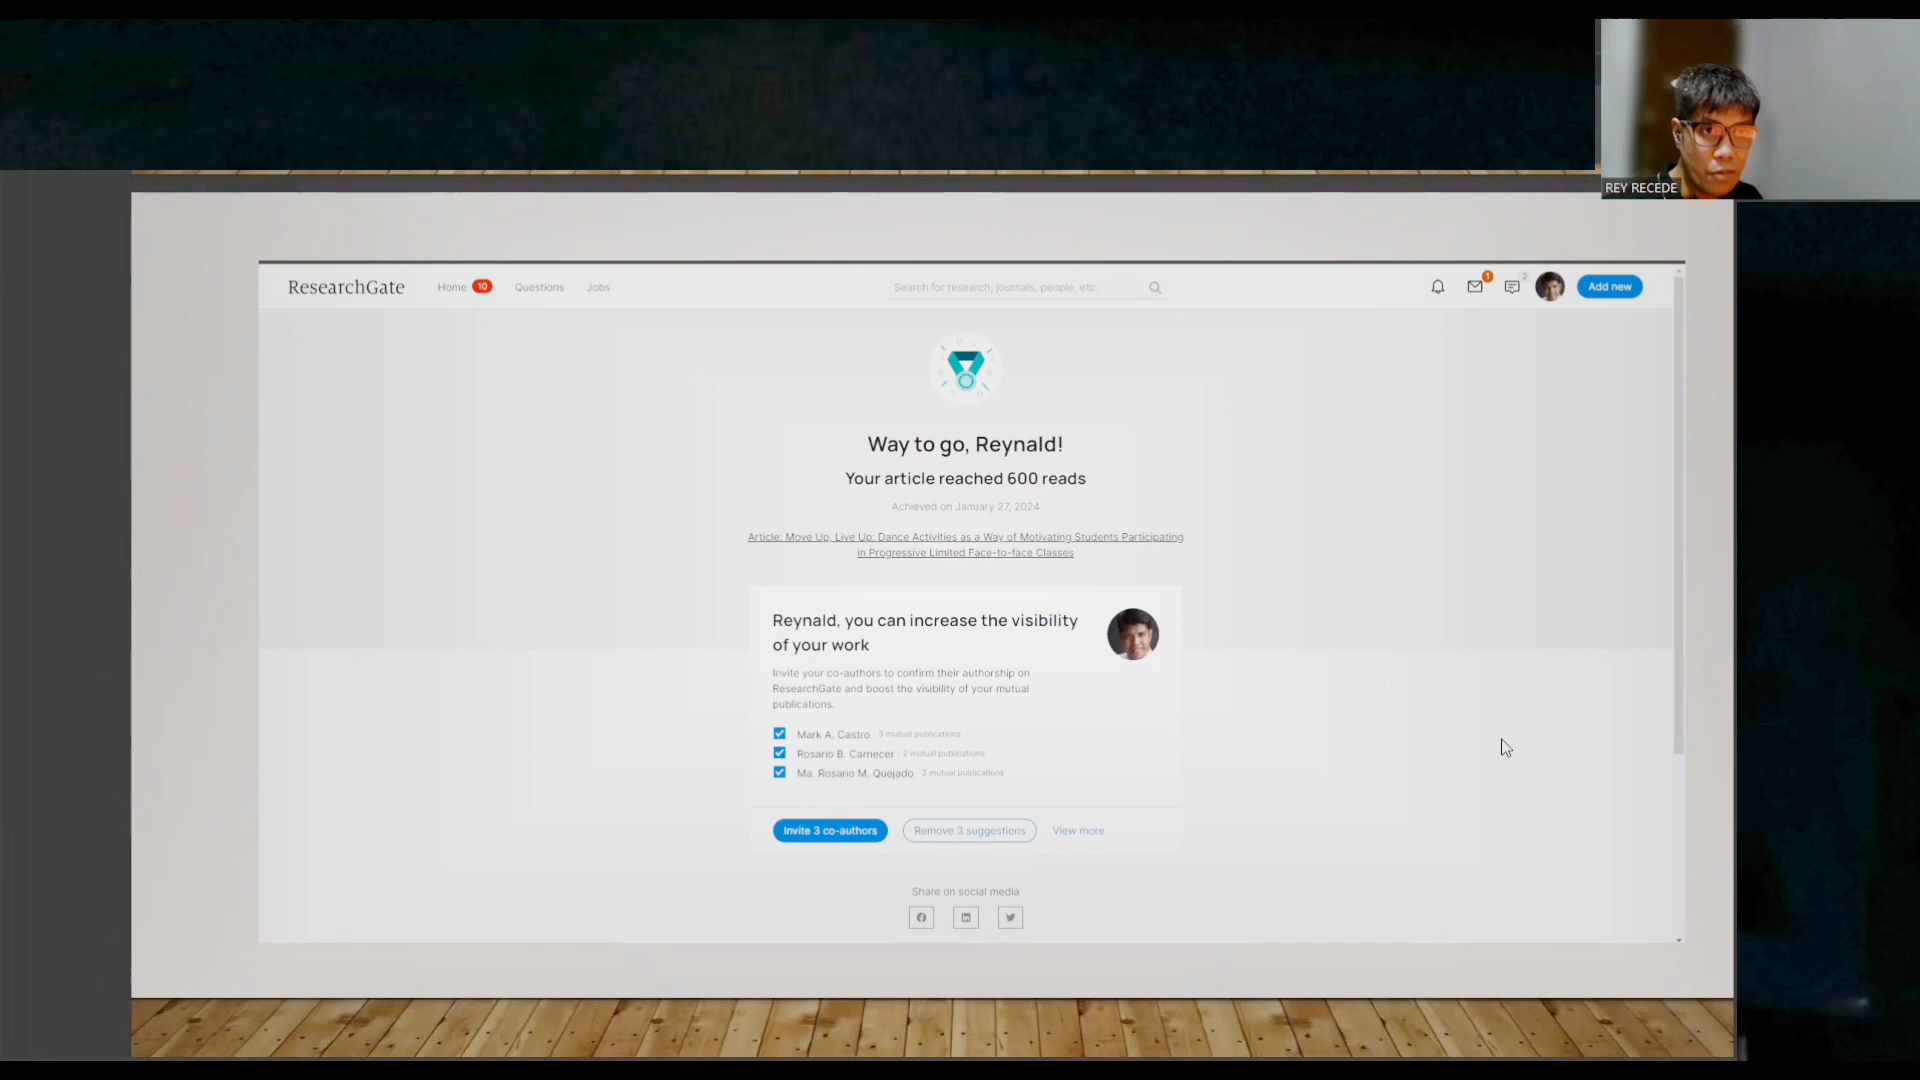 REY RECEDE
ResearchGate
Home 10 Questions Jobs
Search for research, journals, people, etc.
1
2
Add new
Way to go, Reynald!
Your article reached 600 reads
Achieved on January 27, 2024
Article: Move Up, Live Up: Dance Activities as a Way of Motivating Students Participating
in Progressive Limited Face-to-face Classes
Reynald, you can increase the visibility
of your work
Invite your co-authors to confirm their authorship on
ResearchGate and boost the visibility of your mutual
publications.
Mark A. Castro · 3 mutual publications
Rosario B. Carnecer · 2 mutual publications
Ma. Rosario M. Quejado · 2 mutual publications
Invite 3 co-authors Remove 3 suggestions View more
Share on social media